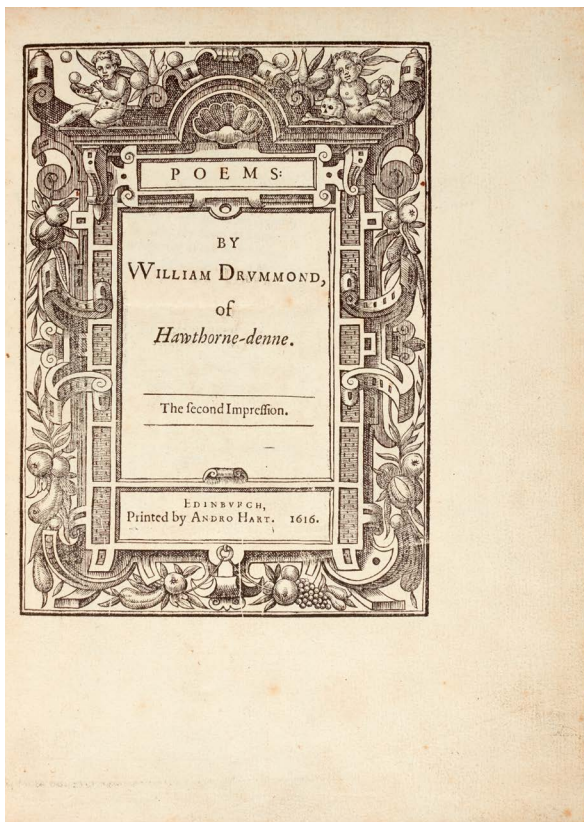 POEMS:
BY
WILLIAM DRVMMOND,
of
Hawthorne-denne.
The ſecond Impreſſion.
EDINBVRGH,
Printed by ANDRO HART. 1616.